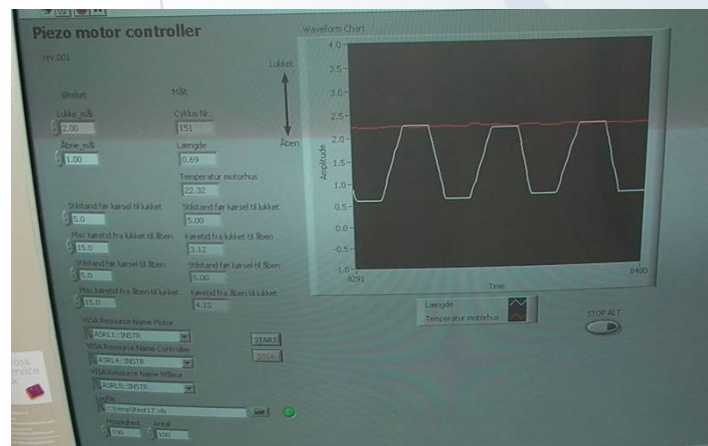 Piezo motor controller
rev.001
Ønsket
Målt
Lukke_mål
2.00
Cyklus Nr.
151
Åbne_mål
1.00
Længde
0.69
Temperatur motorhus
22.32
Stilstand før kørsel til lukket
5.0
Stilstand før kørsel til lukket
5.00
Max køretid fra lukket til åben
15.0
Køretid fra lukket til åben
3.12
Stilstand før kørsel til åben
5.0
Stilstand før kørsel til åben
5.00
Max køretid fra åben til lukket
15.0
Køretid fra åben til lukket
4.15
VISA Resource Name Motor
ASRL1::INSTR
VISA Resource Name Controller
ASRL4::INSTR
VISA Resource Name Måleur
ASRL5::INSTR
START
STOP
Logfile
c:\temp\test17.xls
Hyppighed
100
Antal
100
Waveform Chart
Lukket
Åben
Amplitude
4.0
3.5
3.0
2.5
2.0
1.5
1.0
0.5
0.0
-0.5
-1.0
8291
8400
Time
Længde
Temperatur motorhus
STOP ALT